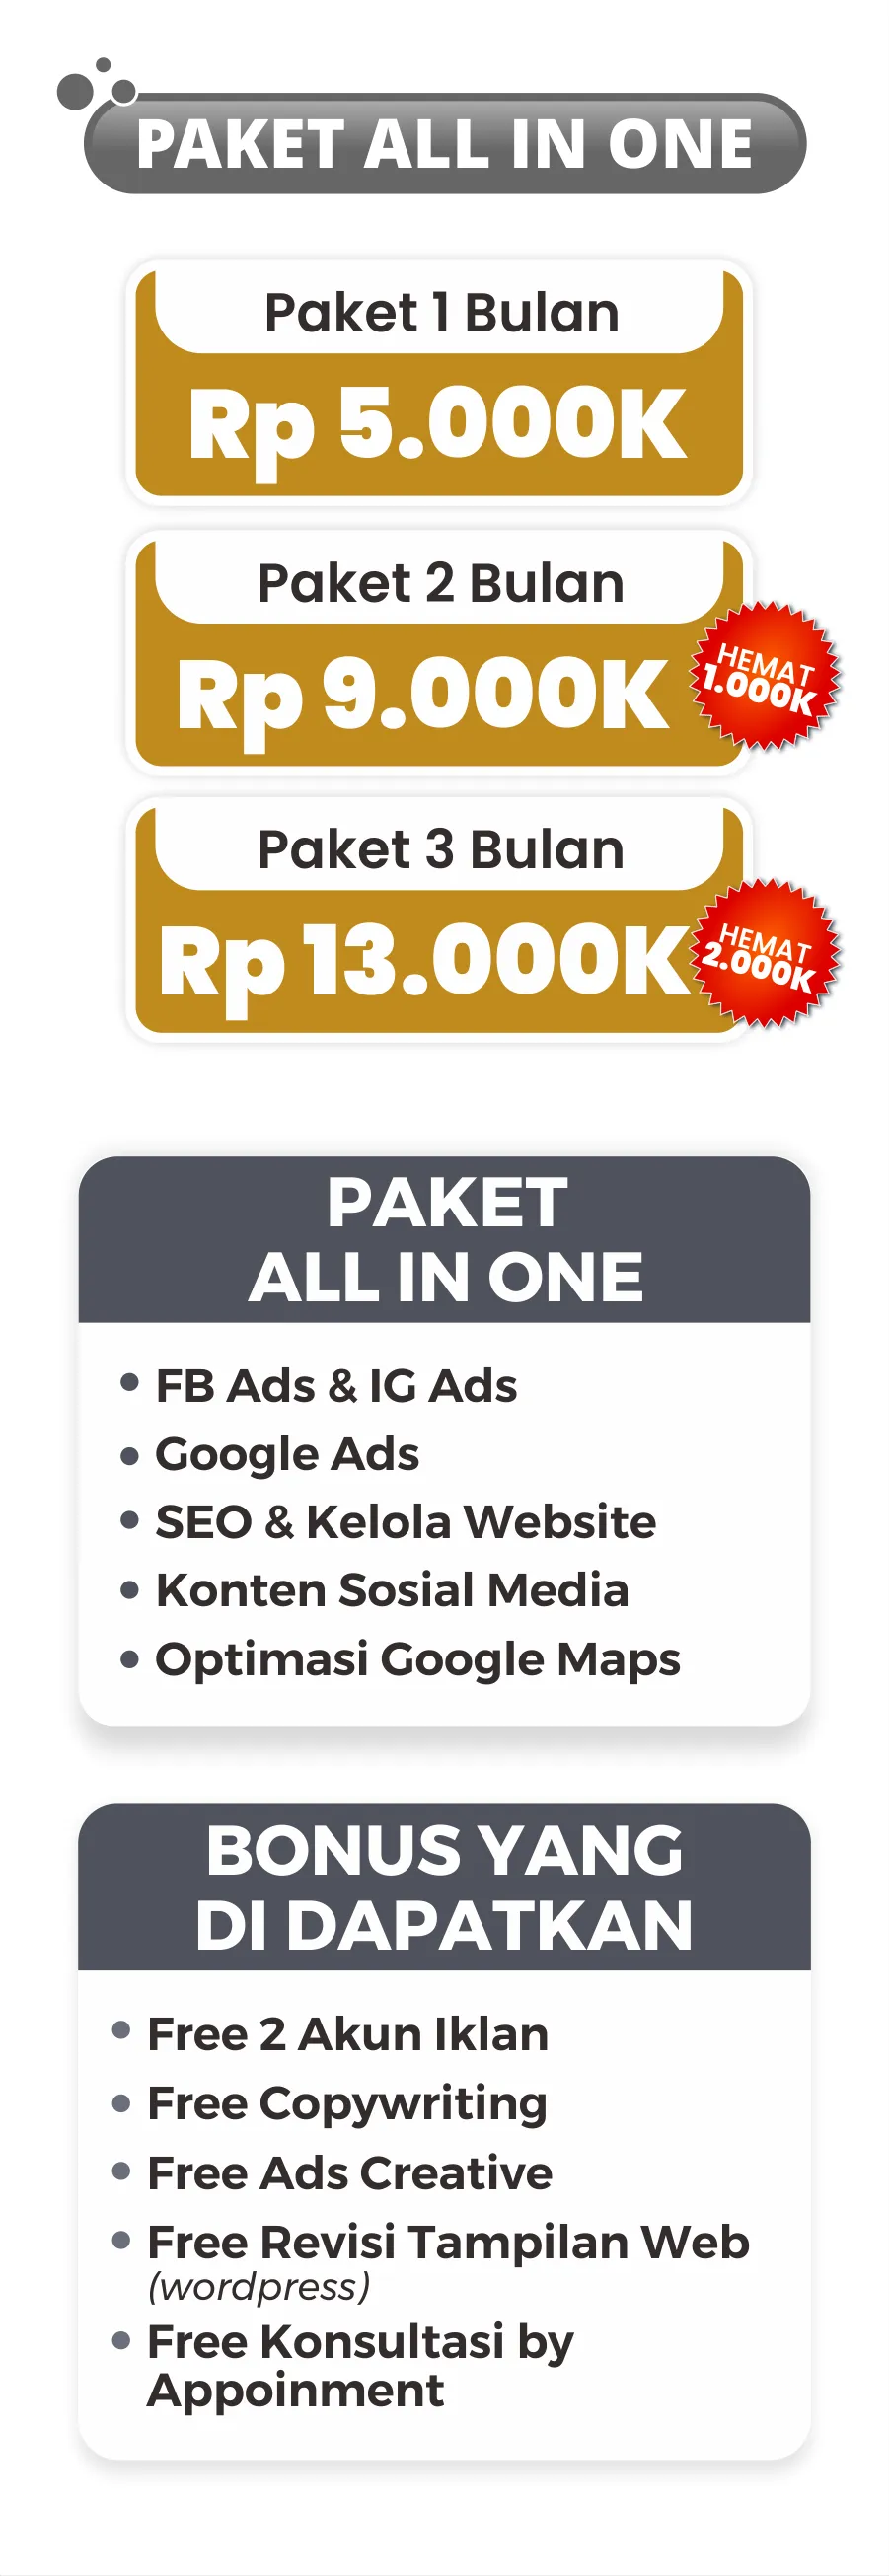 PAKET ALL IN ONE
Paket 1 Bulan
Rp 5.000K
Paket 2 Bulan
Rp 9.000K
HEMAT
1.000K
Paket 3 Bulan
Rp 13.000K
HEMAT
2.000K
PAKET
ALL IN ONE
• FB Ads & IG Ads
• Google Ads
• SEO & Kelola Website
• Konten Sosial Media
• Optimasi Google Maps
BONUS YANG
DI DAPATKAN
• Free 2 Akun Iklan
• Free Copywriting
• Free Ads Creative
• Free Revisi Tampilan Web
(wordpress)
• Free Konsultasi by
Appoinment